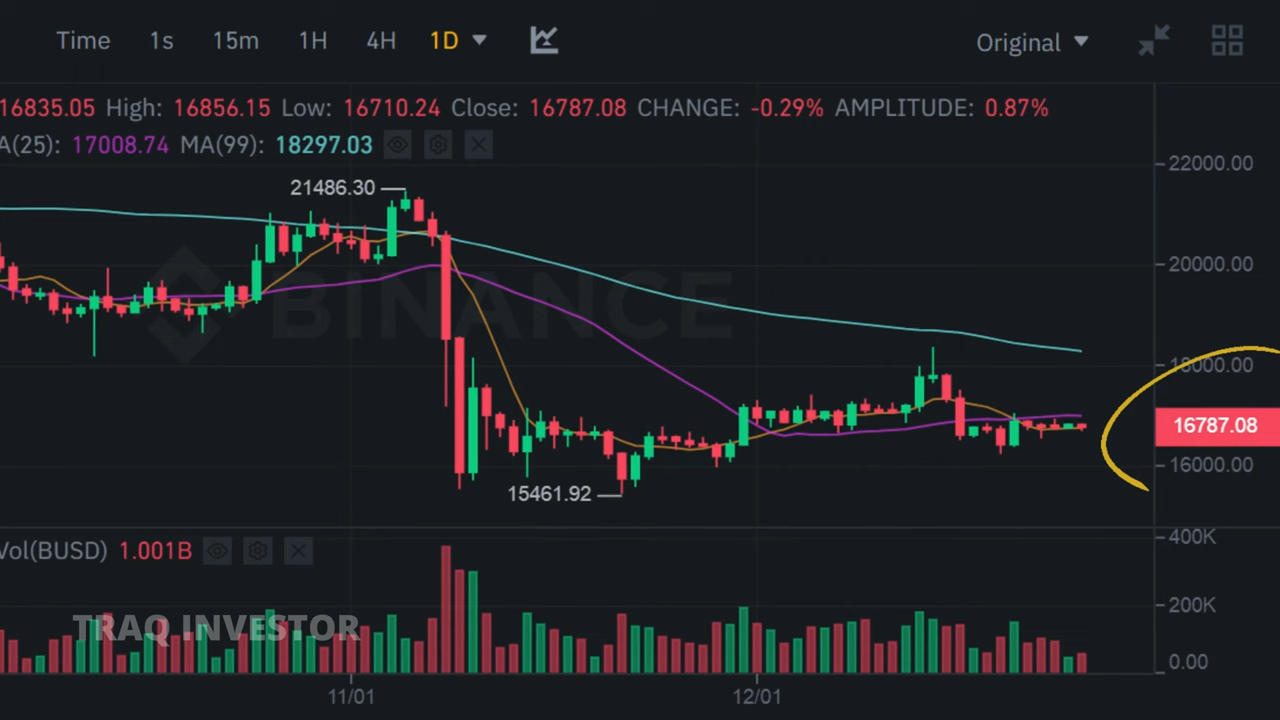 Time 1s 15m 1H 4H 1D Original
16835.05 High: 16856.15 Low: 16710.24 Close: 16787.08 CHANGE: -0.29% AMPLITUDE: 0.87%
A(25): 17008.74 MA(99): 18297.03
22000.00
21486.30
20000.00
BINANCE
18000.00
16787.08
16000.00
15461.92
Vol(BUSD) 1.001B
400K
200K
TRAQ INVESTOR
0.00
11/01 12/01